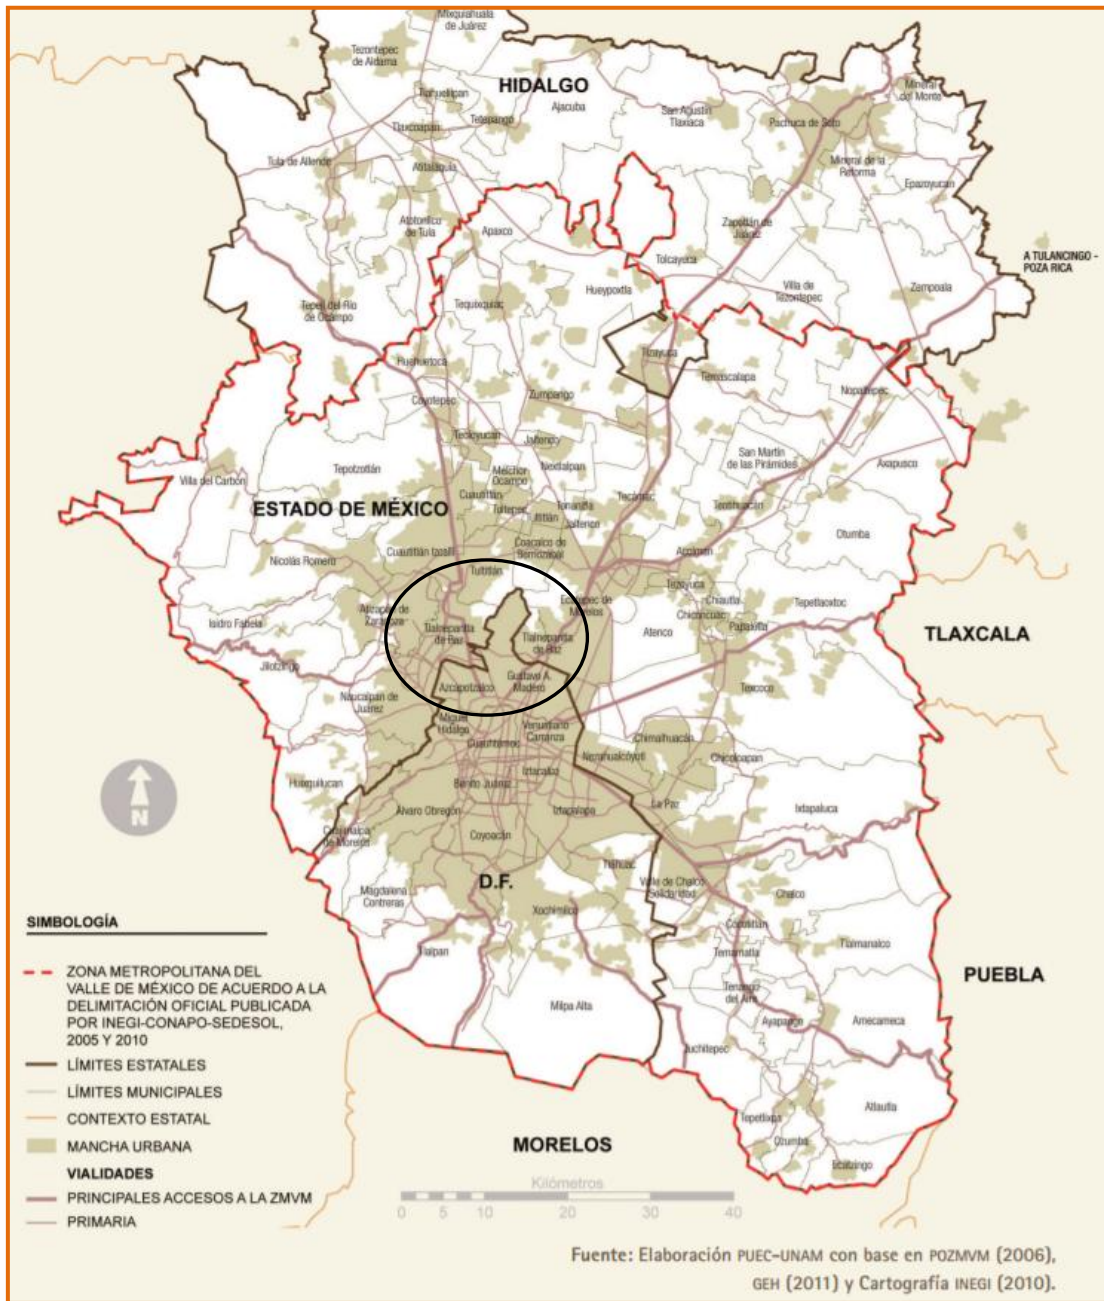 Mixquiahuala
de Juárez
Tezontepec
de Aldama
HIDALGO
Ajacuba
Tlaxcoapan
Tetepango
San Agustín
Tlaxiaca
Pachuca de Soto
Mineral
del Monte
Tula de Allende
Atitalaquia
Mineral de la
Reforma
Epazoyucan
Atotonilco
de Tula
Apaxco
Zapotlán de
Juárez
Tolcayuca
A TULANCINGO -
POZA RICA
Hueypoxtla
Villa de
Tezontepec
Zempoala
Tepeji del Río
de Ocampo
Tequixquiac
Tizayuca
Huehuetoca
Temascalapa
Nopaltepec
Coyotepec
Zumpango
Teoloyucan
Jaltenco
San Martín
de las Pirámides
Axapusco
Tepotzotlán
Melchor
Ocampo
Nextlalpan
Villa del Carbón
Cuautitlán
Tultepec
Tonanitla
Tecámac
Teotihuacán
ESTADO DE MÉXICO
Tultitlán
Jaltenco
Otumba
Cuautitlán Izcalli
Coacalco de
Berriozábal
Acolman
Nicolás Romero
Tultitlán
Tezoyuca
Chiautla
Tepetlaoxtoc
Atizapán de
Zaragoza
Ecatepec de
Morelos
Chiconcuac
Papalotla
Isidro Fabela
Tlalnepantla
de Baz
Tlalnepantla
de Baz
Atenco
TLAXCALA
Jilotzingo
Gustavo A.
Madero
Azcapotzalco
Texcoco
Naucalpan de
Juárez
Miguel
Hidalgo
Venustiano
Carranza
Cuauhtémoc
Chimalhuacán
Nezahualcóyotl
Chicoloapan
Huixquilucan
Iztacalco
Benito Juárez
La Paz
Ixtapaluca
Álvaro Obregón
Iztapalapa
Cuajimalpa
de Morelos
Coyoacán
N
Tláhuac
D.F.
Valle de Chalco
Solidaridad
Magdalena
Contreras
Chalco
Xochimilco
Cocotitlán
Tlalpan
Temamatla
Tlalmanalco
Tenango
del Aire
PUEBLA
Milpa Alta
Ayapango
Amecameca
Juchitepec
Tepetlixpa
Atlautla
Ozumba
Ecatzingo
MORELOS
SIMBOLOGÍA
ZONA METROPOLITANA DEL
VALLE DE MÉXICO DE ACUERDO A LA
DELIMITACIÓN OFICIAL PUBLICADA
POR INEGI-CONAPO-SEDESOL,
2005 Y 2010
LÍMITES ESTATALES
LÍMITES MUNICIPALES
CONTEXTO ESTATAL
MANCHA URBANA
VIALIDADES
PRINCIPALES ACCESOS A LA ZMVM
PRIMARIA
Kilómetros
0 5 10 20 30 40
Fuente: Elaboración PUEC-UNAM con base en POZMVM (2006),
GEH (2011) y Cartografía INEGI (2010).